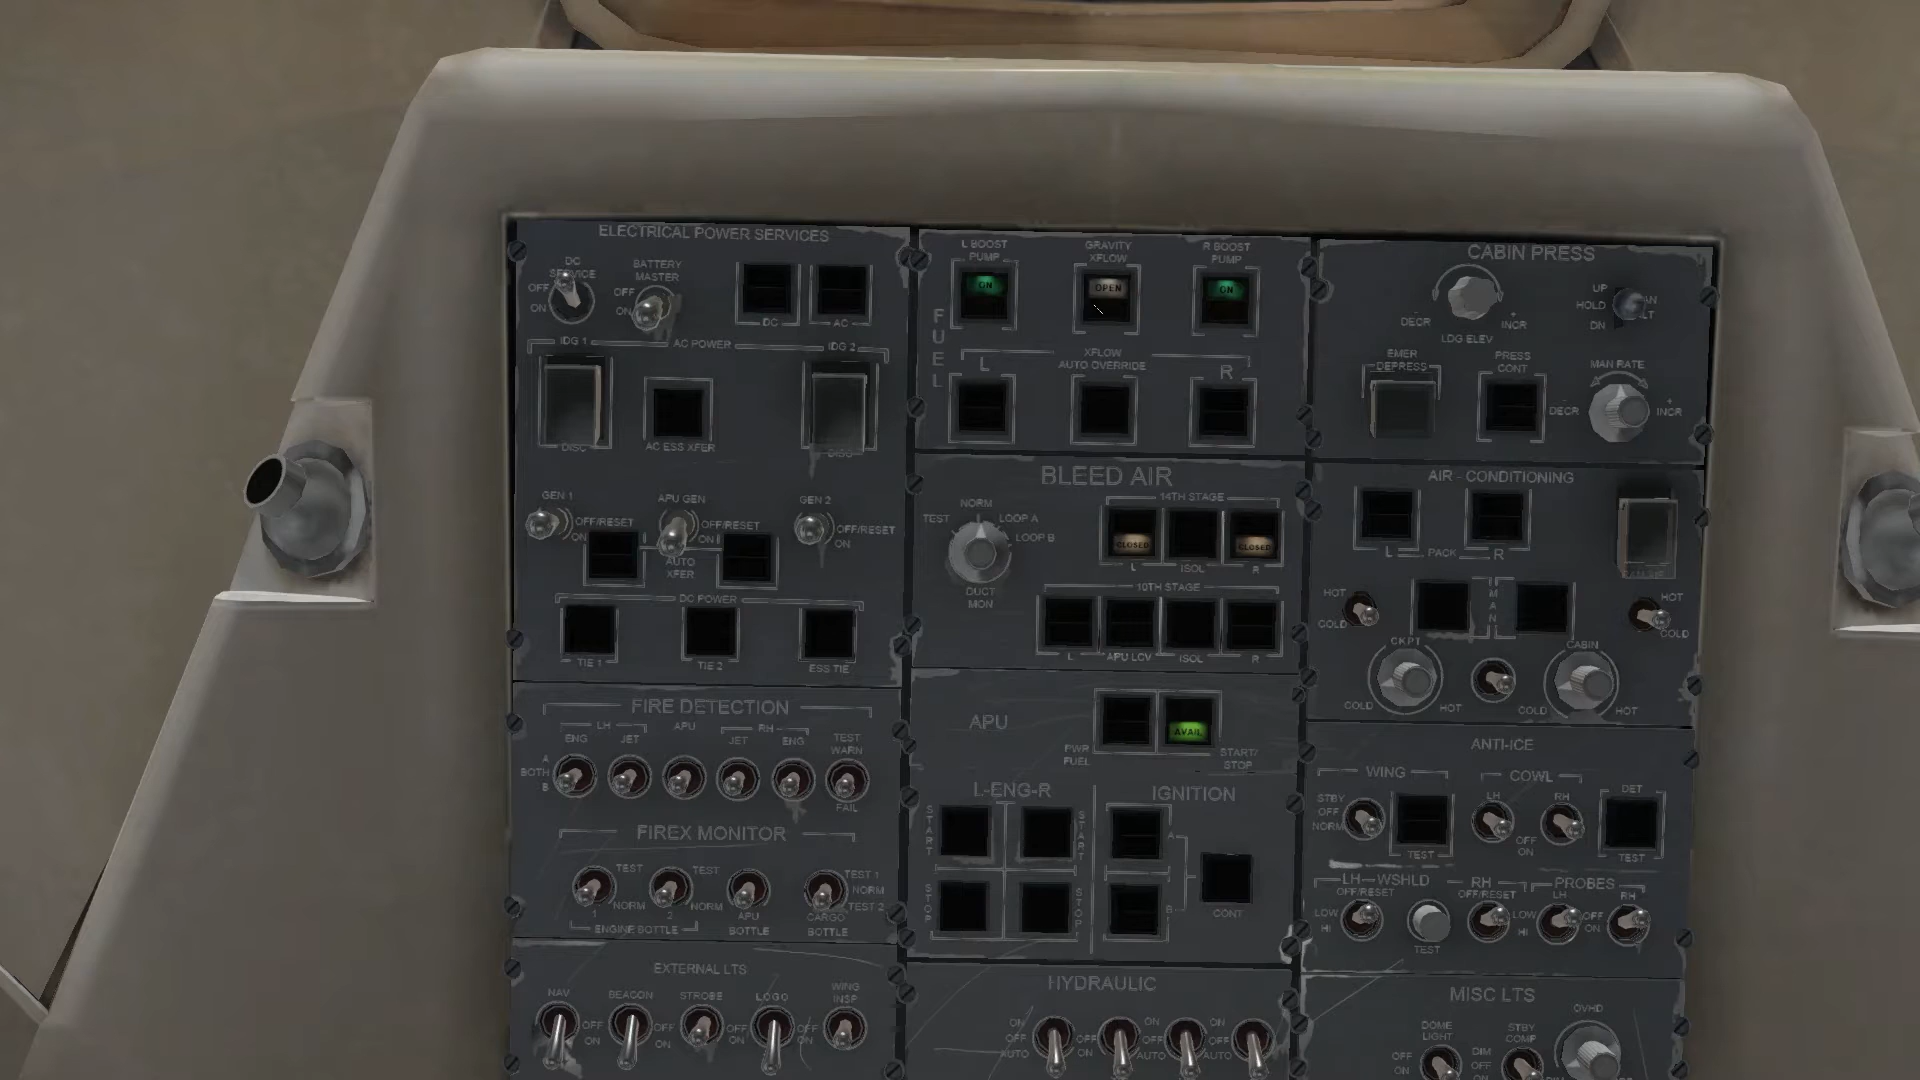 ELECTRICAL POWER SERVICES
DC
SERVICE
OFF
ON
BATTERY
MASTER
OFF
ON
DC
AC
IDG 1
AC POWER
IDG 2
DISC
AC ESS XFER
DISC
GEN 1
OFF/RESET
ON
APU GEN
OFF/RESET
ON
GEN 2
OFF/RESET
ON
AUTO
XFER
DC POWER
TIE 1
TIE 2
ESS TIE
FIRE DETECTION
LH
APU
RH
ENG
JET
JET
ENG
TEST
WARN
A
BOTH
B
FAIL
FIREX MONITOR
TEST
NORM
1
TEST
NORM
2
ENGINE BOTTLE
APU
BOTTLE
TEST 1
NORM
TEST 2
CARGO
BOTTLE
EXTERNAL LTS
NAV
BEACON
STROBE
LOGO
WING
INSP
OFF
ON
OFF
ON
OFF
ON
OFF
ON
FUEL
L BOOST
PUMP
ON
GRAVITY
XFLOW
OPEN
R BOOST
PUMP
ON
L
XFLOW
AUTO OVERRIDE
R
BLEED AIR
TEST
NORM
LOOP A
LOOP B
DUCT
MON
14TH STAGE
CLOSED
CLOSED
L
ISOL
R
10TH STAGE
L
APU LCV
ISOL
R
APU
PWR
FUEL
AVAIL
START/
STOP
L-ENG-R
START
START
STOP
STOP
IGNITION
A
B
CONT
HYDRAULIC
ON
OFF
AUTO
OFF
ON
ON
OFF
AUTO
ON
OFF
AUTO
CABIN PRESS
DECR
INCR
LDG ELEV
UP
HOLD
DN
EMER
DEPRESS
PRESS
CONT
MAN RATE
DECR
INCR
AIR - CONDITIONING
L
PACK
R
HOT
COLD
MAN
HOT
COLD
CKPT
COLD
HOT
CABIN
COLD
HOT
ANTI-ICE
WING
COWL
DET
STBY
OFF
NORM
TEST
LH
RH
OFF
ON
TEST
LH
WSHLD
RH
PROBES
OFF/RESET
LOW
HI
TEST
OFF/RESET
LOW
HI
LH
OFF
ON
RH
MISC LTS
DOME
LIGHT
OFF
ON
STBY
COMP
DIM
OFF
OVHD